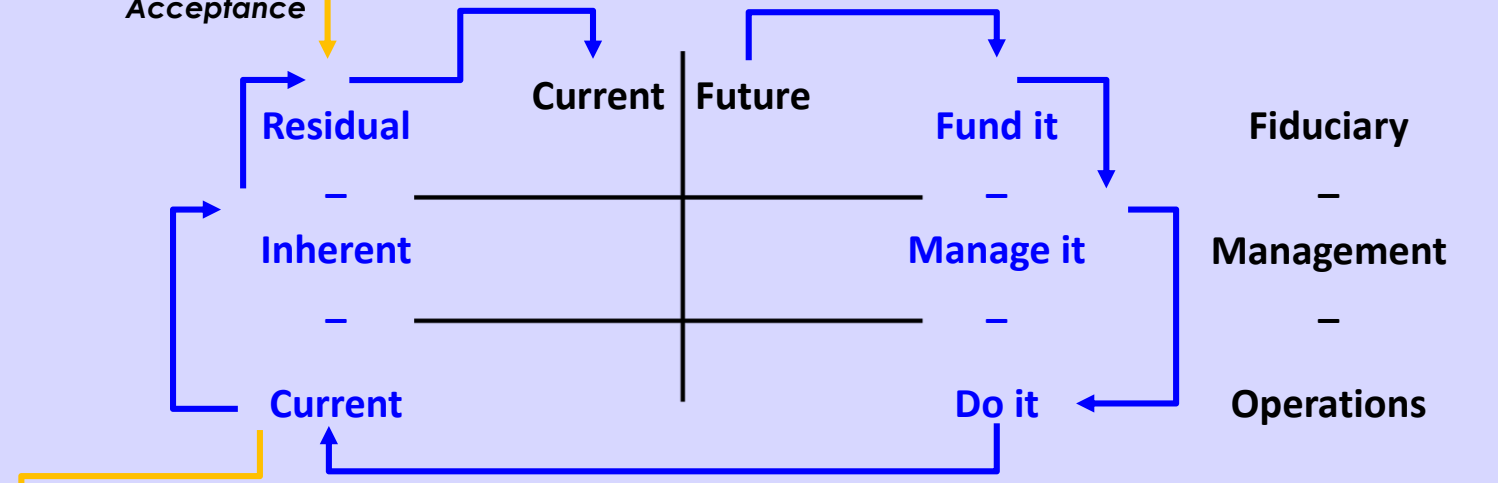 Acceptance
Current Future
Residual Fund it Fiduciary
– – –
Inherent Manage it Management
– – –
Current Do it Operations